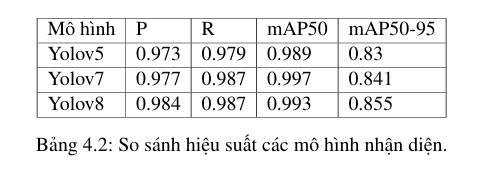 Mô hình P R mAP50 mAP50-95
Yolov5 0.973 0.979 0.989 0.83
Yolov7 0.977 0.987 0.997 0.841
Yolov8 0.984 0.987 0.993 0.855
Bảng 4.2: So sánh hiệu suất các mô hình nhận diện.